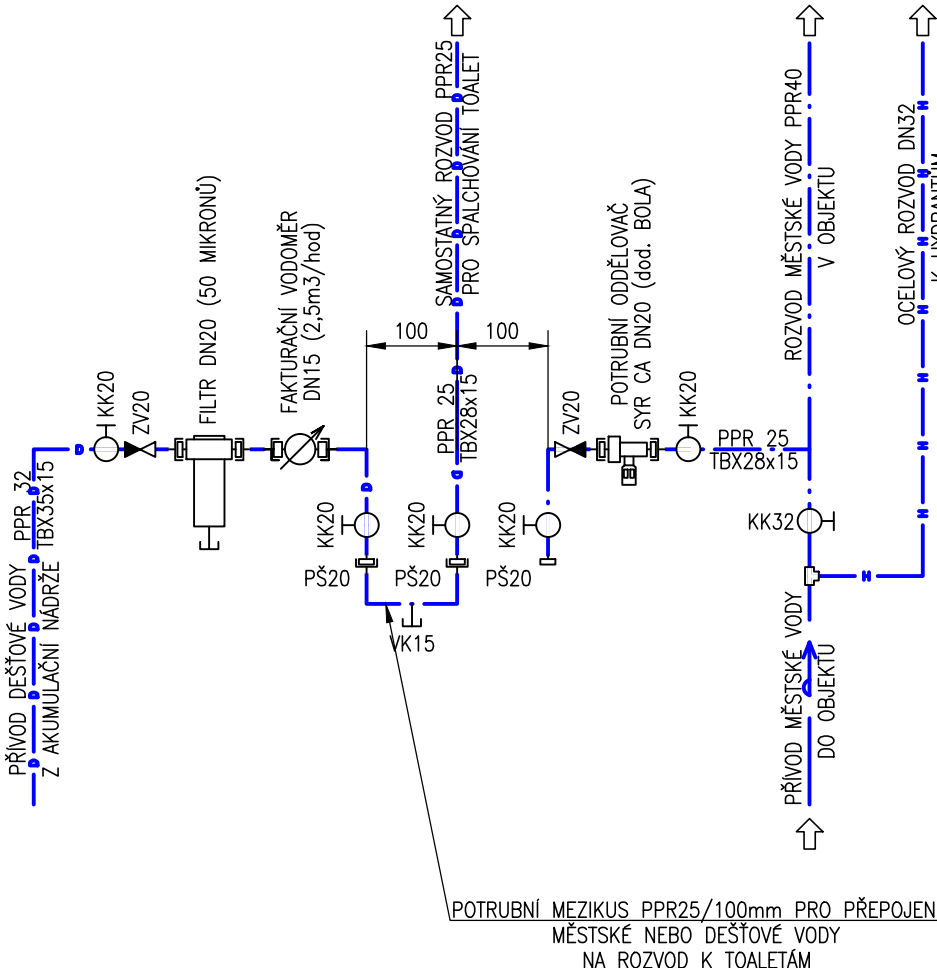 PŘÍVOD DEŠŤOVÉ VODY PPR 32
Z AKUMULAČNÍ NÁDRŽE TBX35x15
KK20
ZV20
FILTR DN20 (50 MIKRONŮ)
FAKTURAČNÍ VODOMĚR
DN15 (2,5m3/hod)
SAMOSTATNÝ ROZVOD PPR25
PRO SPALCHOVÁNÍ TOALET
100
100
PPR 25
TBX28x15
ZV20
POTRUBNÍ ODDĚLOVAČ
SYR CA DN20 (dod. BOLA)
KK20
PPR 25
TBX28x15
ROZVOD MĚSTSKÉ VODY PPR40
V OBJEKTU
OCELOVÝ ROZVOD DN32
K HYDRANTŮM
KK20
KK20
KK20
KK32
PŠ20
PŠ20
PŠ20
VK15
PŘÍVOD MĚSTSKÉ VODY
DO OBJEKTU
D D D D D D D
D D D D D D D G
H H H H H H H H
POTRUBNÍ MEZIKUS PPR25/100mm PRO PŘEPOJEN
MĚSTSKÉ NEBO DEŠŤOVÉ VODY
NA ROZVOD K TOALETÁM